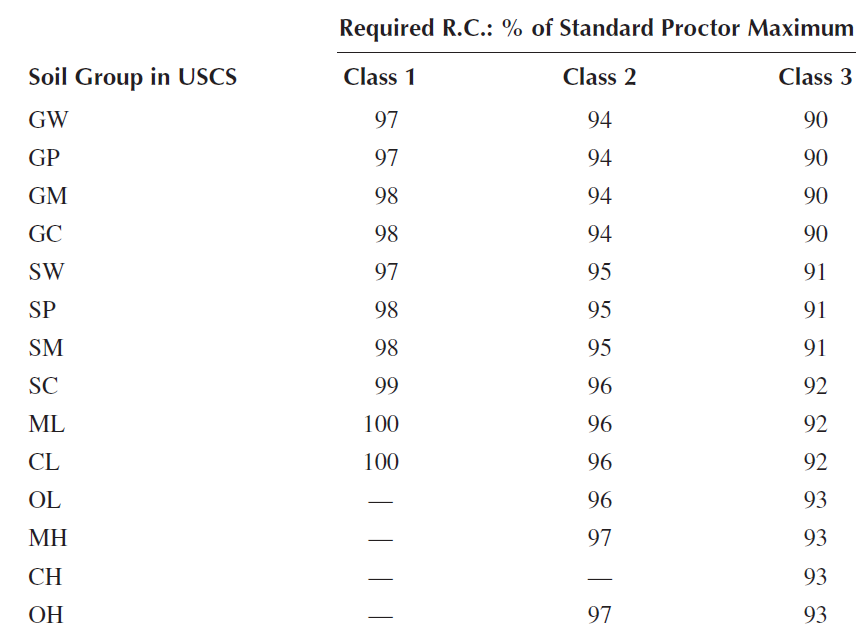 Required R.C.: % of Standard Proctor Maximum
Soil Group in USCS Class 1 Class 2 Class 3
GW 97 94 90
GP 97 94 90
GM 98 94 90
GC 98 94 90
SW 97 95 91
SP 98 95 91
SM 98 95 91
SC 99 96 92
ML 100 96 92
CL 100 96 92
OL — 96 93
MH — 97 93
CH — — 93
OH — 97 93